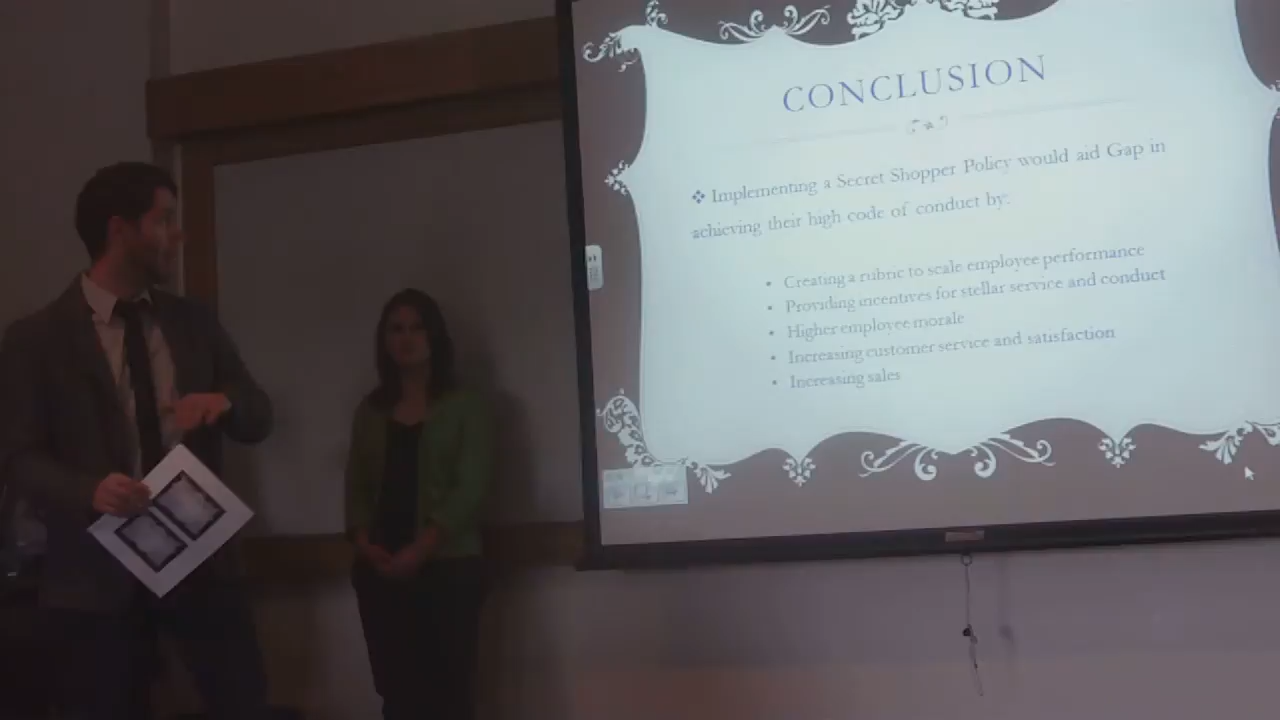 CONCLUSION
❖ Implementing a Secret Shopper Policy would aid Gap in
achieving their high code of conduct by:
• Creating a rubric to scale employee performance
• Providing incentives for stellar service and conduct
• Higher employee morale
• Increasing customer service and satisfaction
• Increasing sales